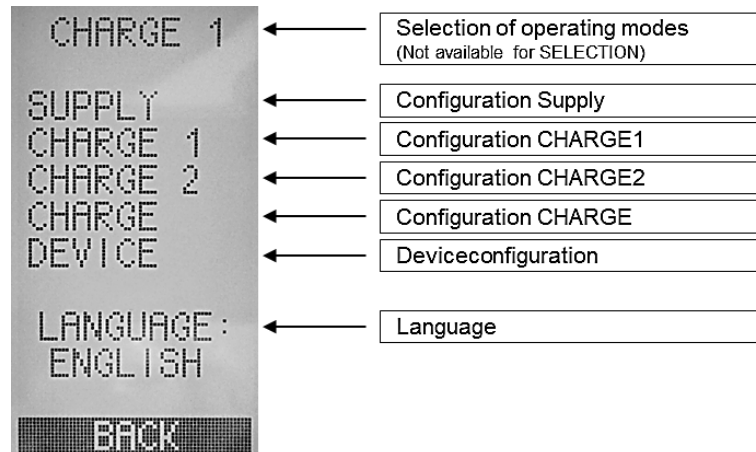 CHARGE 1
Selection of operating modes
(Not available for SELECTION)
SUPPLY
Configuration Supply
CHARGE 1
Configuration CHARGE1
CHARGE 2
Configuration CHARGE2
CHARGE
Configuration CHARGE
DEVICE
Deviceconfiguration
LANGUAGE:
Language
ENGLISH
BACK